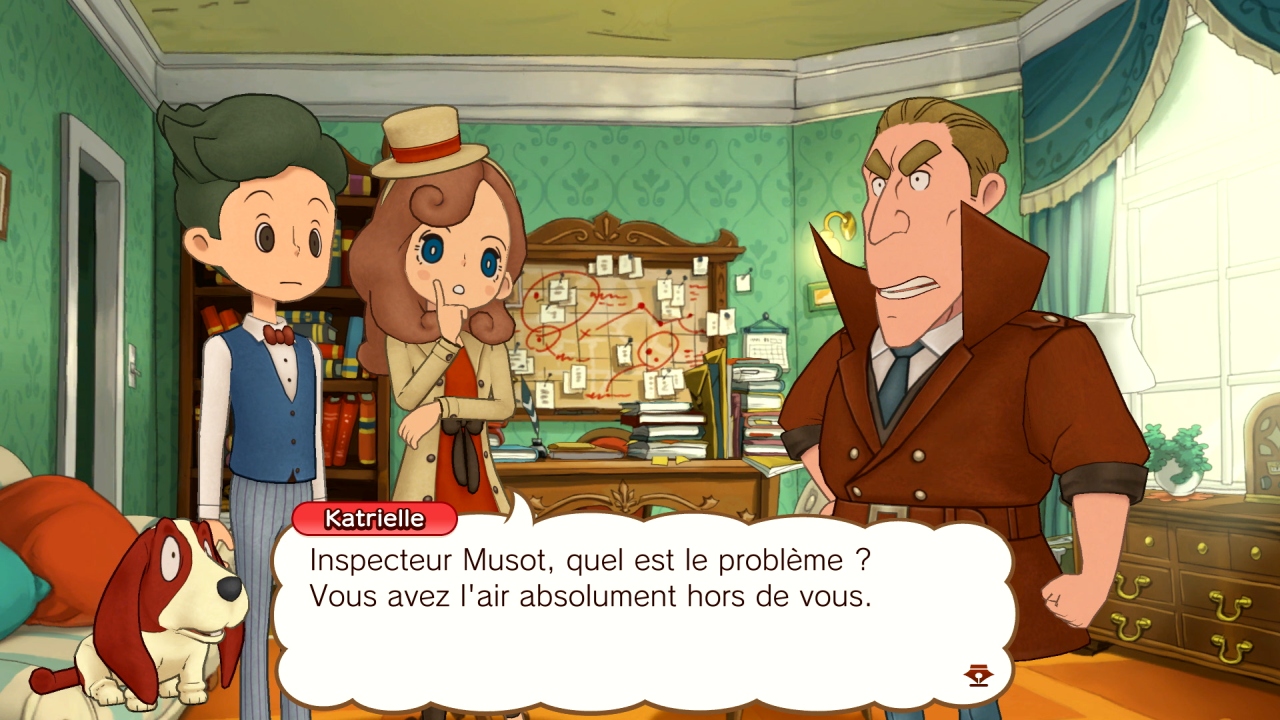 Katrielle
Inspecteur Musot, quel est le problème ?
Vous avez l'air absolument hors de vous.